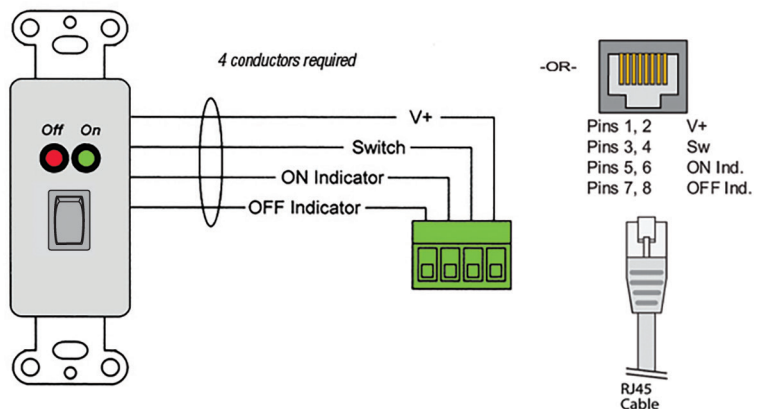 4 conductors required
Off On
V+
Switch
ON Indicator
OFF Indicator
-OR-
Pins 1, 2 V+
Pins 3, 4 Sw
Pins 5, 6 ON Ind.
Pins 7, 8 OFF Ind.
RJ45
Cable